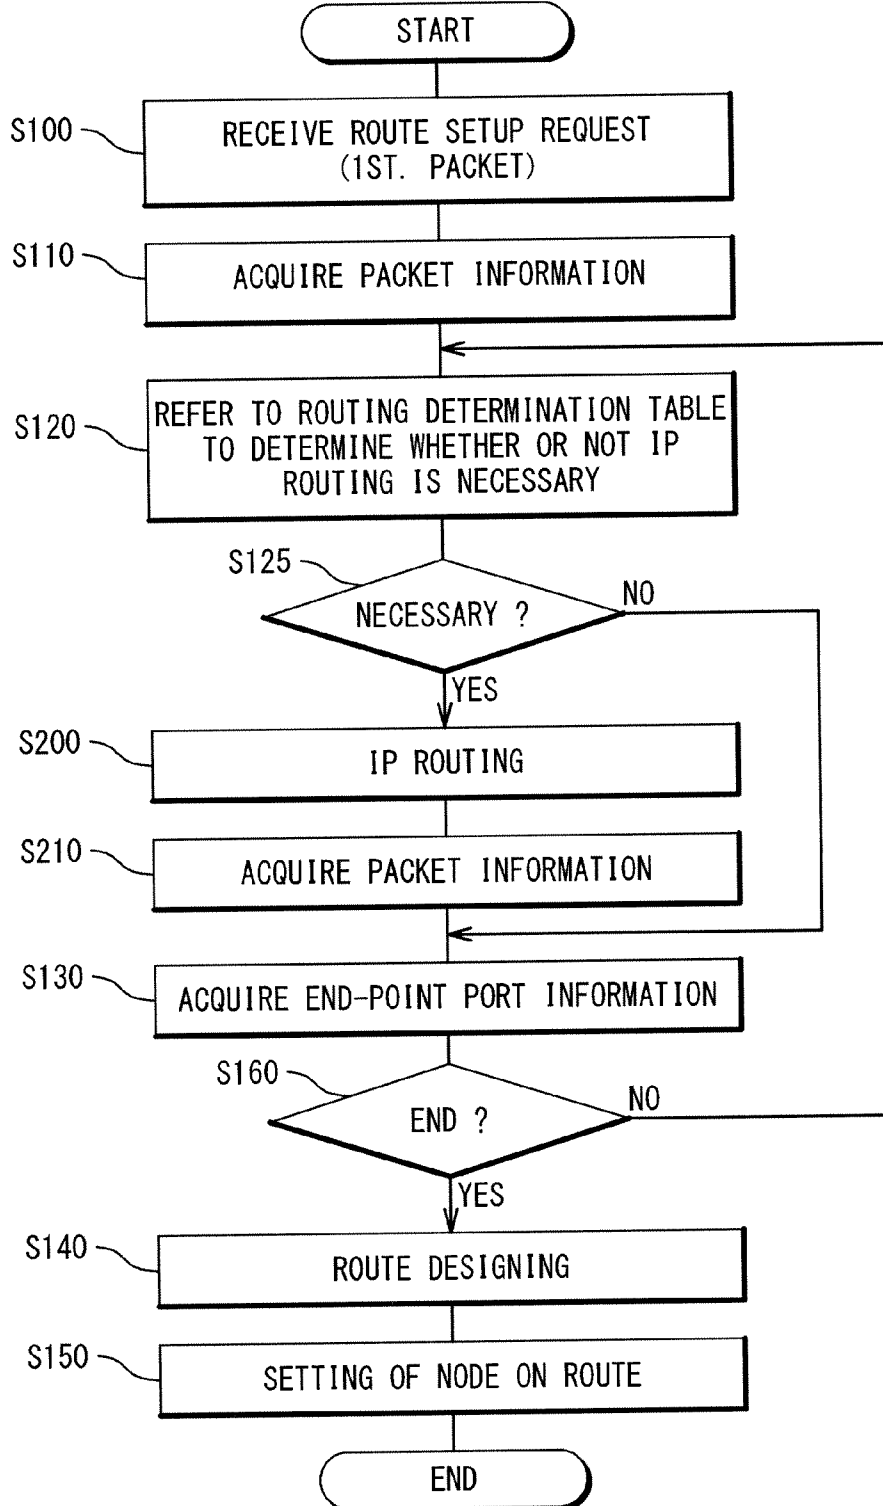 START
S100
RECEIVE ROUTE SETUP REQUEST
(1ST. PACKET)
S110
ACQUIRE PACKET INFORMATION
S120
REFER TO ROUTING DETERMINATION TABLE
TO DETERMINE WHETHER OR NOT IP
ROUTING IS NECESSARY
S125
NECESSARY ?
NO
YES
S200
IP ROUTING
S210
ACQUIRE PACKET INFORMATION
S130
ACQUIRE END-POINT PORT INFORMATION
S160
END ?
NO
YES
S140
ROUTE DESIGNING
S150
SETTING OF NODE ON ROUTE
END